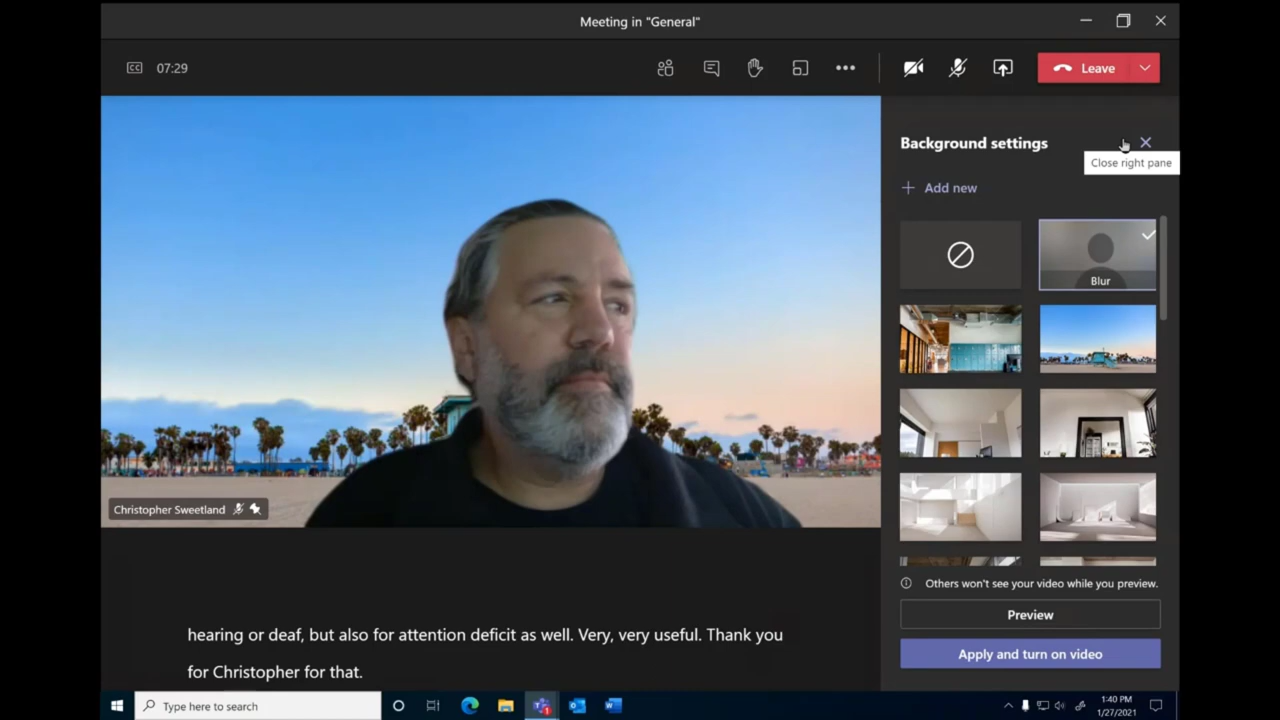 Meeting in "General"
CC 07:29
Leave
Background settings
Close right pane
Add new
Blur
Christopher Sweetland
Others won't see your video while you preview.
Preview
hearing or deaf, but also for attention deficit as well. Very, very useful. Thank you
for Christopher for that.
Apply and turn on video
Type here to search
1:40 PM
1/27/2021